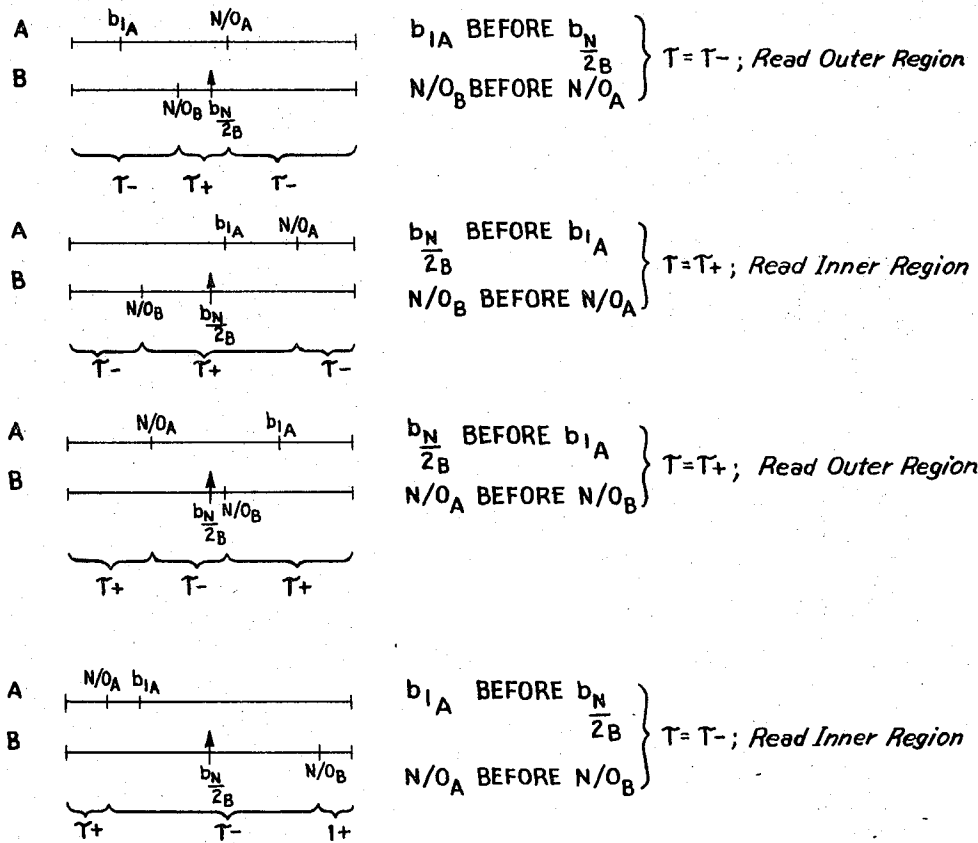 A b1A N/OA
B N/OB bN/2B
T- T+ T-
b1A BEFORE bN/2B
N/OB BEFORE N/OA
T=T-; Read Outer Region
A b1A N/OA
B N/OB bN/2B
T- T+ T-
bN/2B BEFORE b1A
N/OB BEFORE N/OA
T=T+; Read Inner Region
A N/OA b1A
B bN/2B N/OB
T+ T- T+
bN/2B BEFORE b1A
N/OA BEFORE N/OB
T=T+; Read Outer Region
A N/OA b1A
B bN/2B N/OB
T+ T- 1+
b1A BEFORE bN/2B
N/OA BEFORE N/OB
T=T-; Read Inner Region